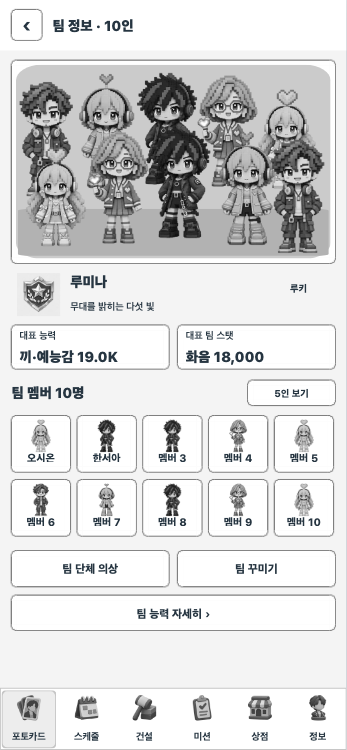 ‹ 팀 정보 · 10인
루미나
루키
무대를 밝히는 다섯 빛
대표 능력
끼·예능감 19.0K
대표 팀 스탯
화음 18,000
팀 멤버 10명
5인 보기
오시온
한서아
멤버 3
멤버 4
멤버 5
멤버 6
멤버 7
멤버 8
멤버 9
멤버 10
팀 단체 의상
팀 꾸미기
팀 능력 자세히 ›
포토카드
스케줄
건설
미션
상점
정보